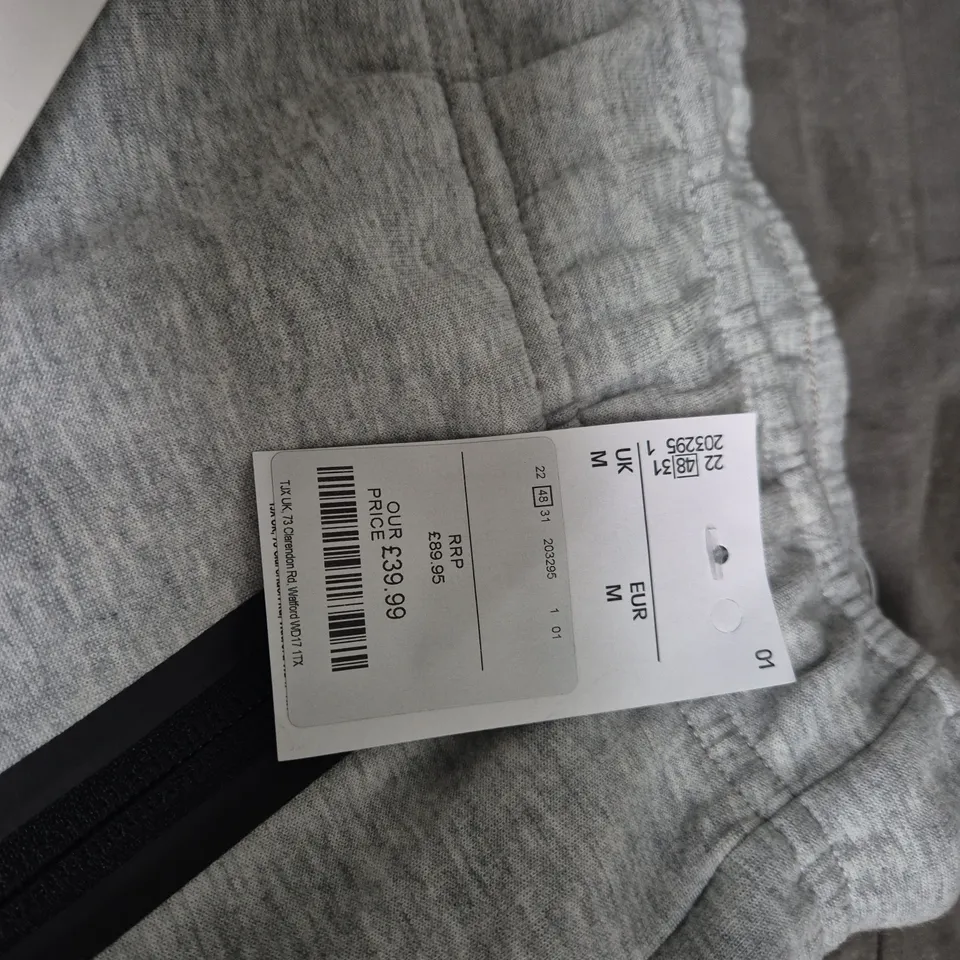 01
22 48 31
203295 1
UK EUR
M M
22 48 31 203295 1 01
RRP
£89.95
OUR
PRICE £39.99
TJX UK, 73 Clarendon Rd, Watford WD17 1TX